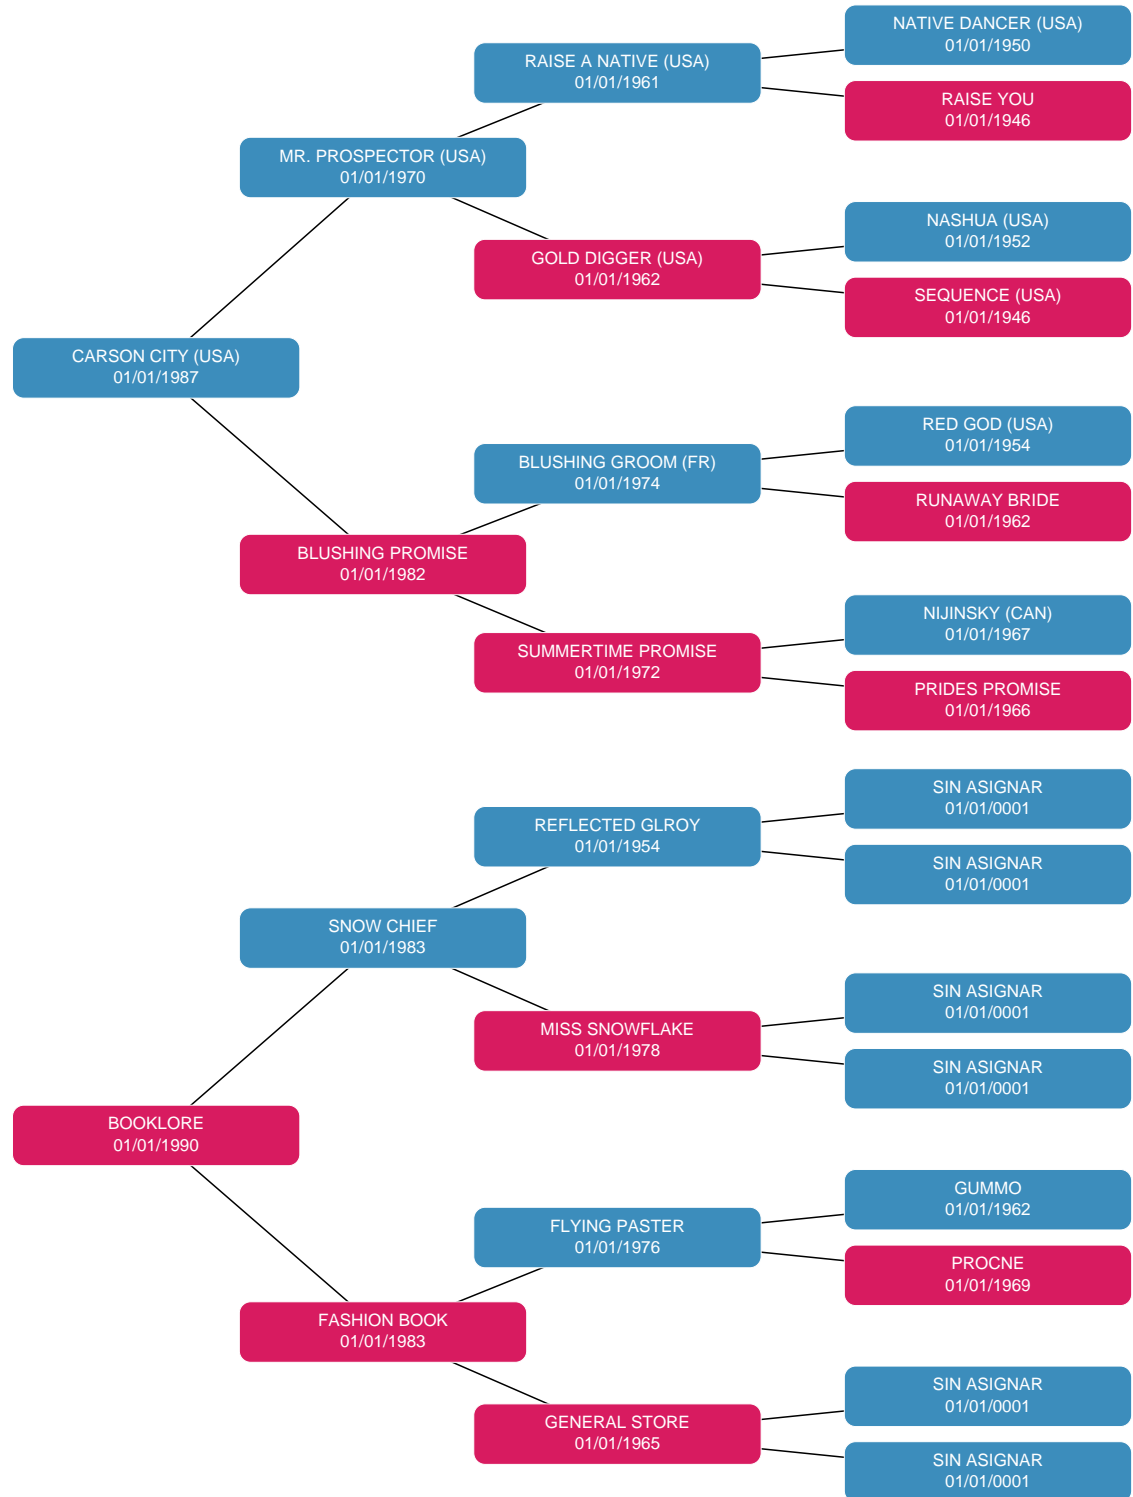 NATIVE DANCER (USA)
01/01/1950
RAISE A NATIVE (USA)
01/01/1961
RAISE YOU
01/01/1946
MR. PROSPECTOR (USA)
01/01/1970
NASHUA (USA)
01/01/1952
GOLD DIGGER (USA)
01/01/1962
SEQUENCE (USA)
01/01/1946
CARSON CITY (USA)
01/01/1987
RED GOD (USA)
01/01/1954
BLUSHING GROOM (FR)
01/01/1974
RUNAWAY BRIDE
01/01/1962
BLUSHING PROMISE
01/01/1982
NIJINSKY (CAN)
01/01/1967
SUMMERTIME PROMISE
01/01/1972
PRIDES PROMISE
01/01/1966
SIN ASIGNAR
01/01/0001
REFLECTED GLROY
01/01/1954
SIN ASIGNAR
01/01/0001
SNOW CHIEF
01/01/1983
SIN ASIGNAR
01/01/0001
MISS SNOWFLAKE
01/01/1978
SIN ASIGNAR
01/01/0001
BOOKLORE
01/01/1990
GUMMO
01/01/1962
FLYING PASTER
01/01/1976
PROCNE
01/01/1969
FASHION BOOK
01/01/1983
SIN ASIGNAR
01/01/0001
GENERAL STORE
01/01/1965
SIN ASIGNAR
01/01/0001